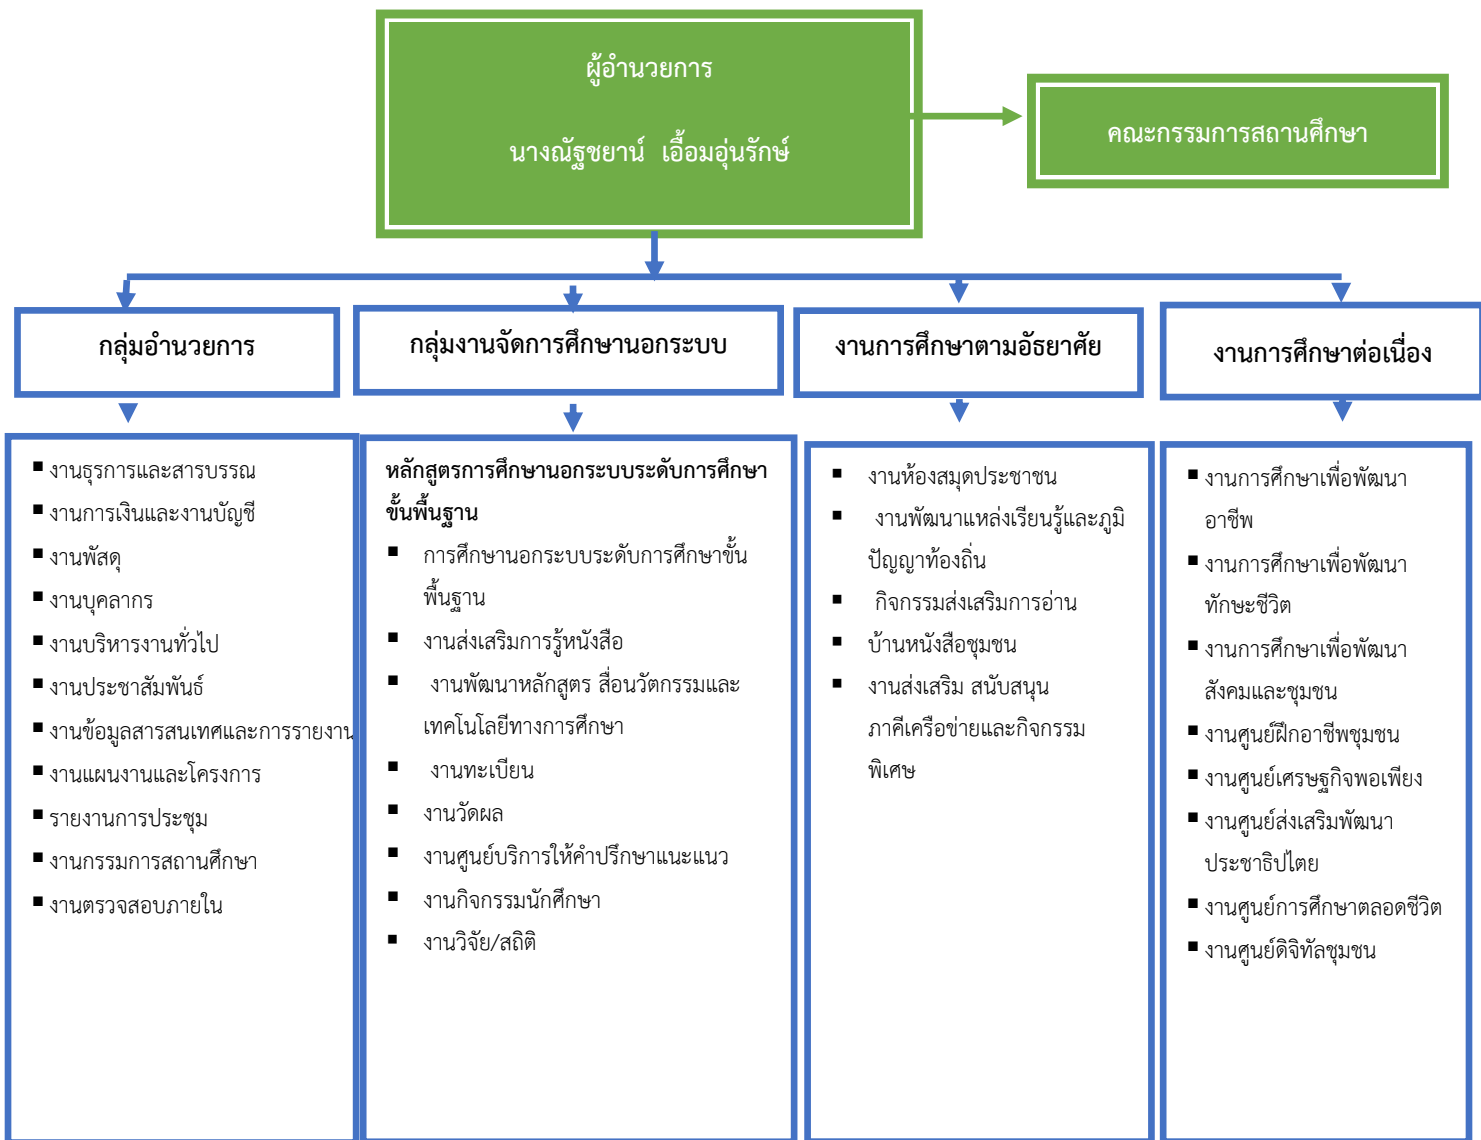 ผู้อำนวยการ
นางณัฐชยาน์ เอื้อมอุ่นรักษ์
คณะกรรมการสถานศึกษา
กลุ่มอำนวยการ
กลุ่มงานจัดการศึกษานอกระบบ
งานการศึกษาตามอัธยาศัย
งานการศึกษาต่อเนื่อง
▪ งานธุรการและสารบรรณ
▪ งานการเงินและงานบัญชี
▪ งานพัสดุ
▪ งานบุคลากร
▪ งานบริหารงานทั่วไป
▪ งานประชาสัมพันธ์
▪ งานข้อมูลสารสนเทศและการรายงาน
▪ งานแผนงานและโครงการ
▪ รายงานการประชุม
▪ งานกรรมการสถานศึกษา
▪ งานตรวจสอบภายใน
หลักสูตรการศึกษานอกระบบระดับการศึกษา
ขั้นพื้นฐาน
▪ การศึกษานอกระบบระดับการศึกษาขั้น
พื้นฐาน
▪ งานส่งเสริมการรู้หนังสือ
▪ งานพัฒนาหลักสูตร สื่อนวัตกรรมและ
เทคโนโลยีทางการศึกษา
▪ งานทะเบียน
▪ งานวัดผล
▪ งานศูนย์บริการให้คำปรึกษาแนะแนว
▪ งานกิจกรรมนักศึกษา
▪ งานวิจัย/สถิติ
▪ งานห้องสมุดประชาชน
▪ งานพัฒนาแหล่งเรียนรู้และภูมิ
ปัญญาท้องถิ่น
▪ กิจกรรมส่งเสริมการอ่าน
▪ บ้านหนังสือชุมชน
▪ งานส่งเสริม สนับสนุน
ภาคีเครือข่ายและกิจกรรม
พิเศษ
▪ งานการศึกษาเพื่อพัฒนา
อาชีพ
▪ งานการศึกษาเพื่อพัฒนา
ทักษะชีวิต
▪ งานการศึกษาเพื่อพัฒนา
สังคมและชุมชน
▪ งานศูนย์ฝึกอาชีพชุมชน
▪ งานศูนย์เศรษฐกิจพอเพียง
▪ งานศูนย์ส่งเสริมพัฒนา
ประชาธิปไตย
▪ งานศูนย์การศึกษาตลอดชีวิต
▪ งานศูนย์ดิจิทัลชุมชน